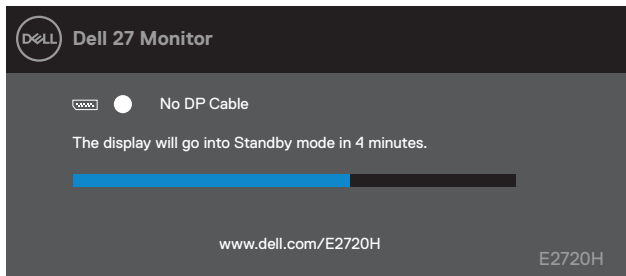 DELL Dell 27 Monitor
No DP Cable
The display will go into Standby mode in 4 minutes.
www.dell.com/E2720H
E2720H